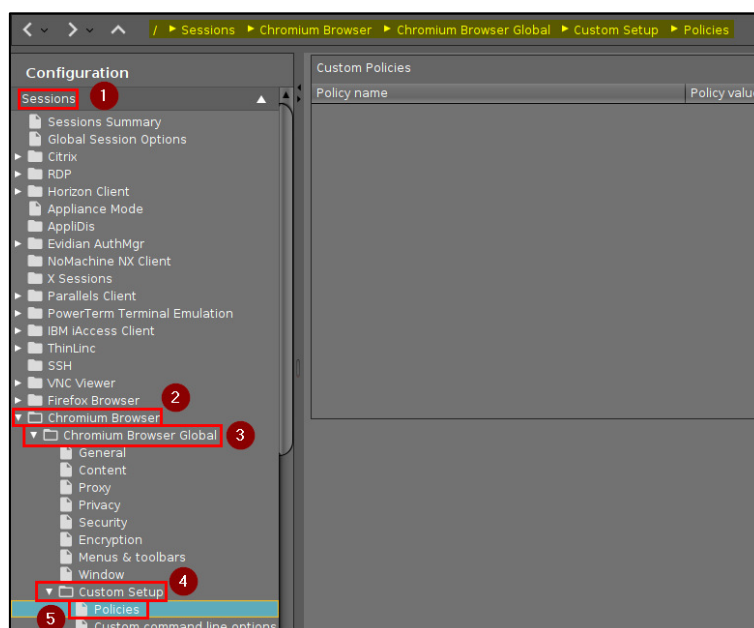 / Sessions Chromium Browser Chromium Browser Global Custom Setup Policies
Configuration
Sessions 1
Sessions Summary
Global Session Options
Citrix
RDP
Horizon Client
Appliance Mode
AppliDis
Evidian AuthMgr
NoMachine NX Client
X Sessions
Parallels Client
PowerTerm Terminal Emulation
IBM iAccess Client
ThinLinc
SSH
VNC Viewer
Firefox Browser 2
Chromium Browser
Chromium Browser Global 3
General
Content
Proxy
Privacy
Security
Encryption
Menus & toolbars
Window
Custom Setup 4
Policies
5 Custom command line options
Custom Policies
Policy name Policy value